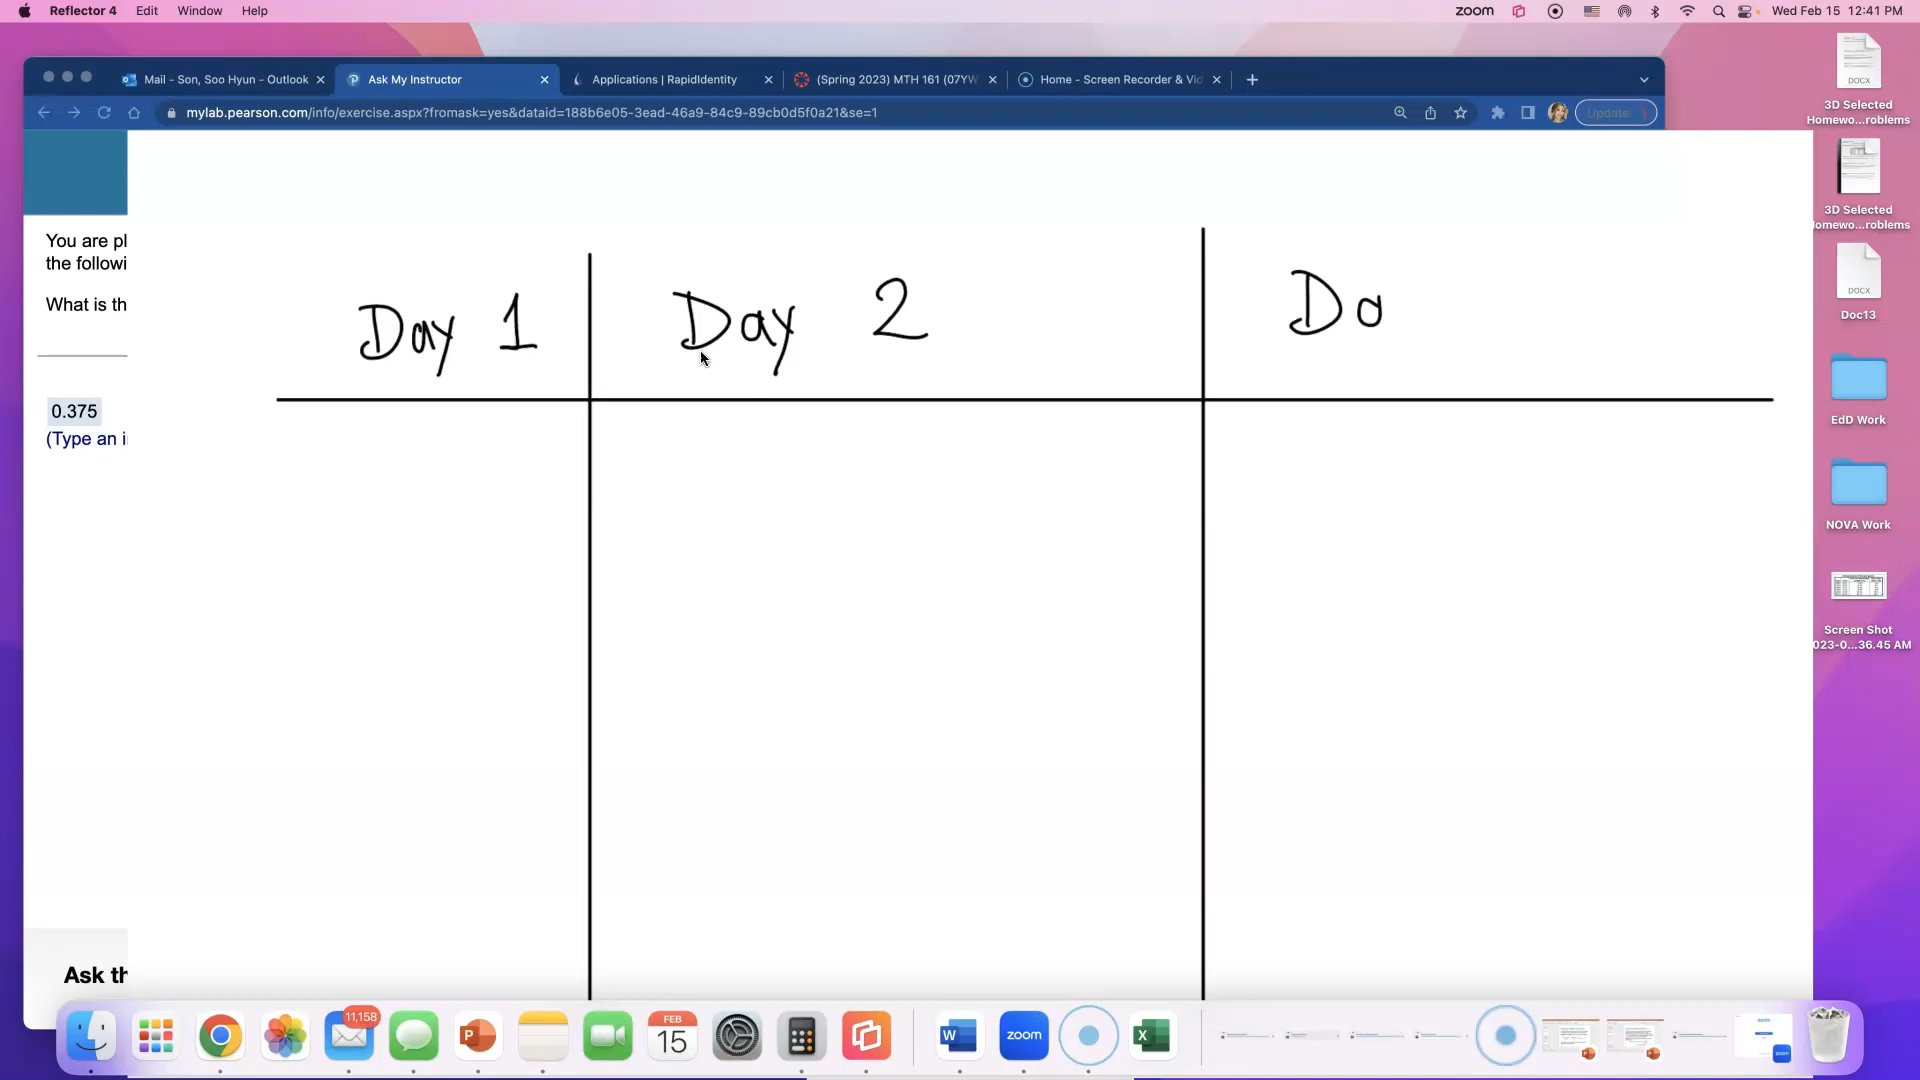 Reflector 4 Edit Window Help zoom Wed Feb 15 12:41 PM
Mail - Son, Soo Hyun - Outlook Ask My Instructor Applications | RapidIdentity (Spring 2023) MTH 161 (07YW Home - Screen Recorder & Vid
mylab.pearson.com/info/exercise.aspx?fromask=yes&dataid=188b6e05-3ead-46a9-84c9-89cb0d5f0a21&se=1 Update
You are pl
the followi
What is th
0.375
(Type an i
Ask th
Day 1 Day 2 Da
DOCX
3D Selected
Homewo...roblems
3D Selected
omewo...roblems
DOCX
Doc13
EdD Work
NOVA Work
Screen Shot
023-0...36.45 AM
11,158
FEB
15
zoom